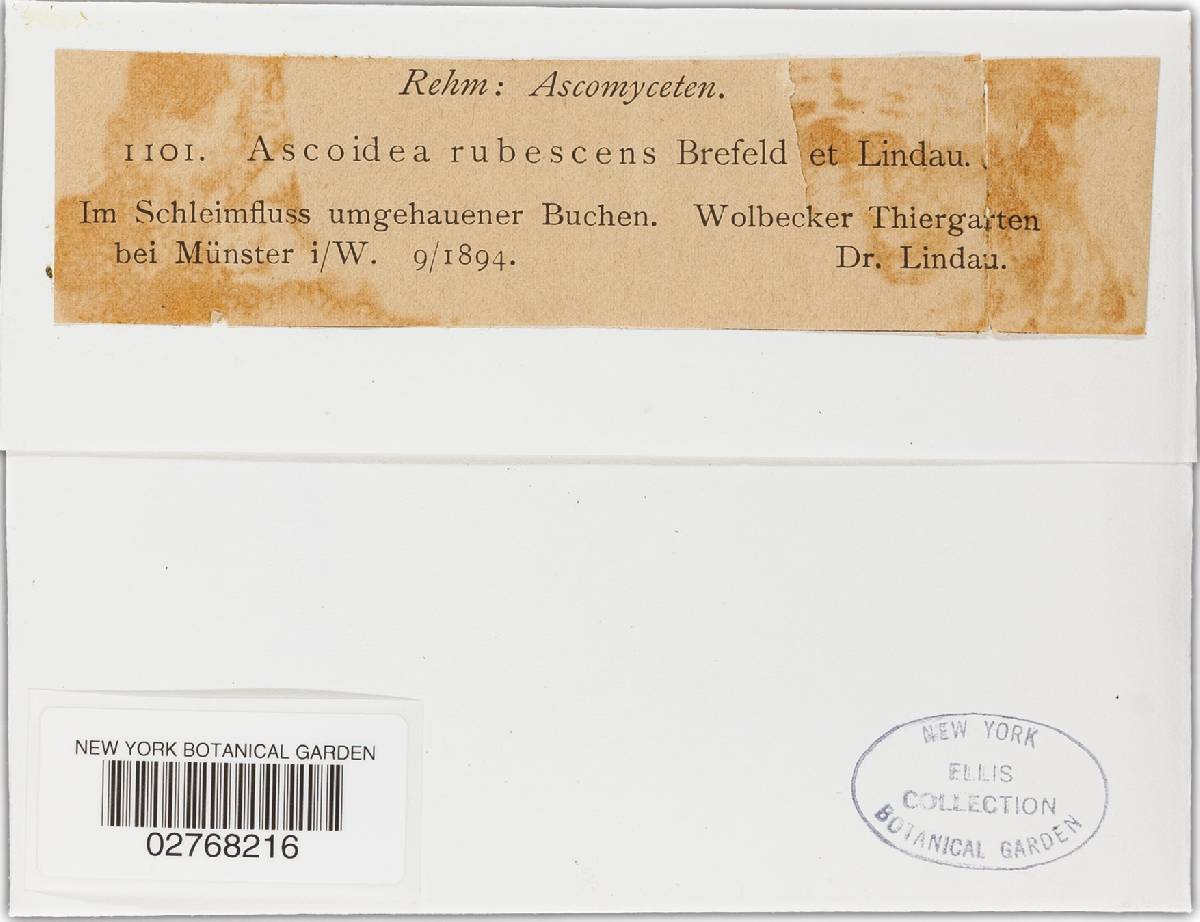 Rehm: Ascomyceten.
1101. Ascoidea rubescens Brefeld et Lindau.
Im Schleimfluss umgehauener Buchen. Wolbecker Thiergarten
bei Münster i/W. 9/1894. Dr. Lindau.
NEW YORK BOTANICAL GARDEN
02768216
NEW YORK
ELLIS
COLLECTION
BOTANICAL GARDEN